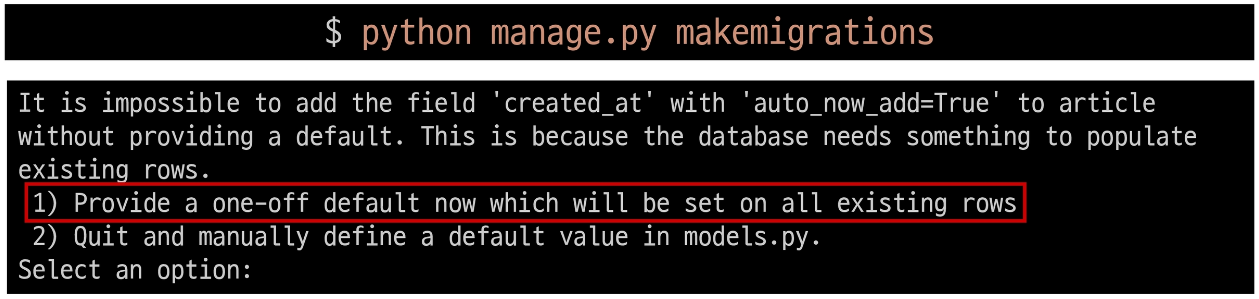 $ python manage.py makemigrations
It is impossible to add the field 'created_at' with 'auto_now_add=True' to article
without providing a default. This is because the database needs something to populate
existing rows.
1) Provide a one-off default now which will be set on all existing rows
2) Quit and manually define a default value in models.py.
Select an option: